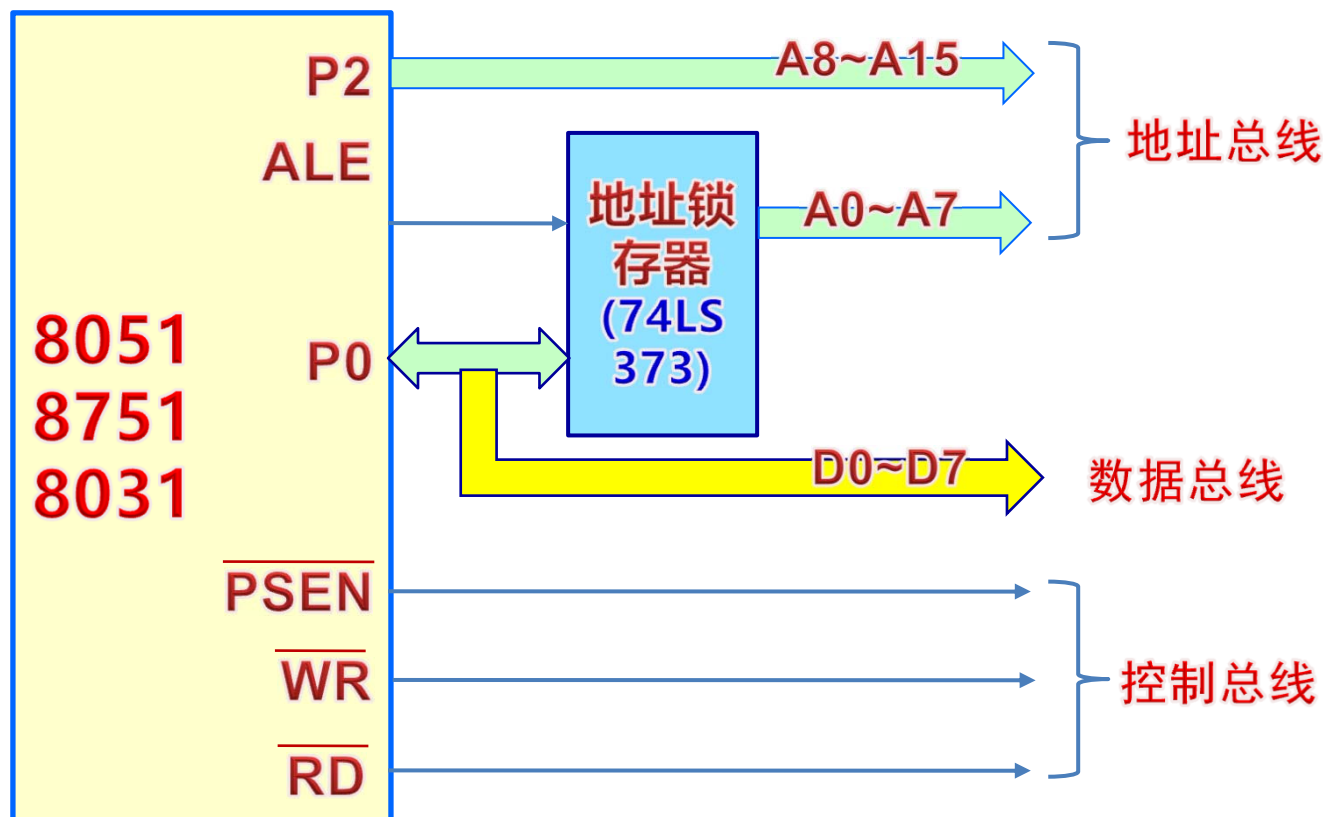 P2
A8~A15
ALE
地址总线
地址锁
存器
(74LS
373)
A0~A7
8051
8751
8031
P0
D0~D7
数据总线
PSEN
WR
控制总线
RD